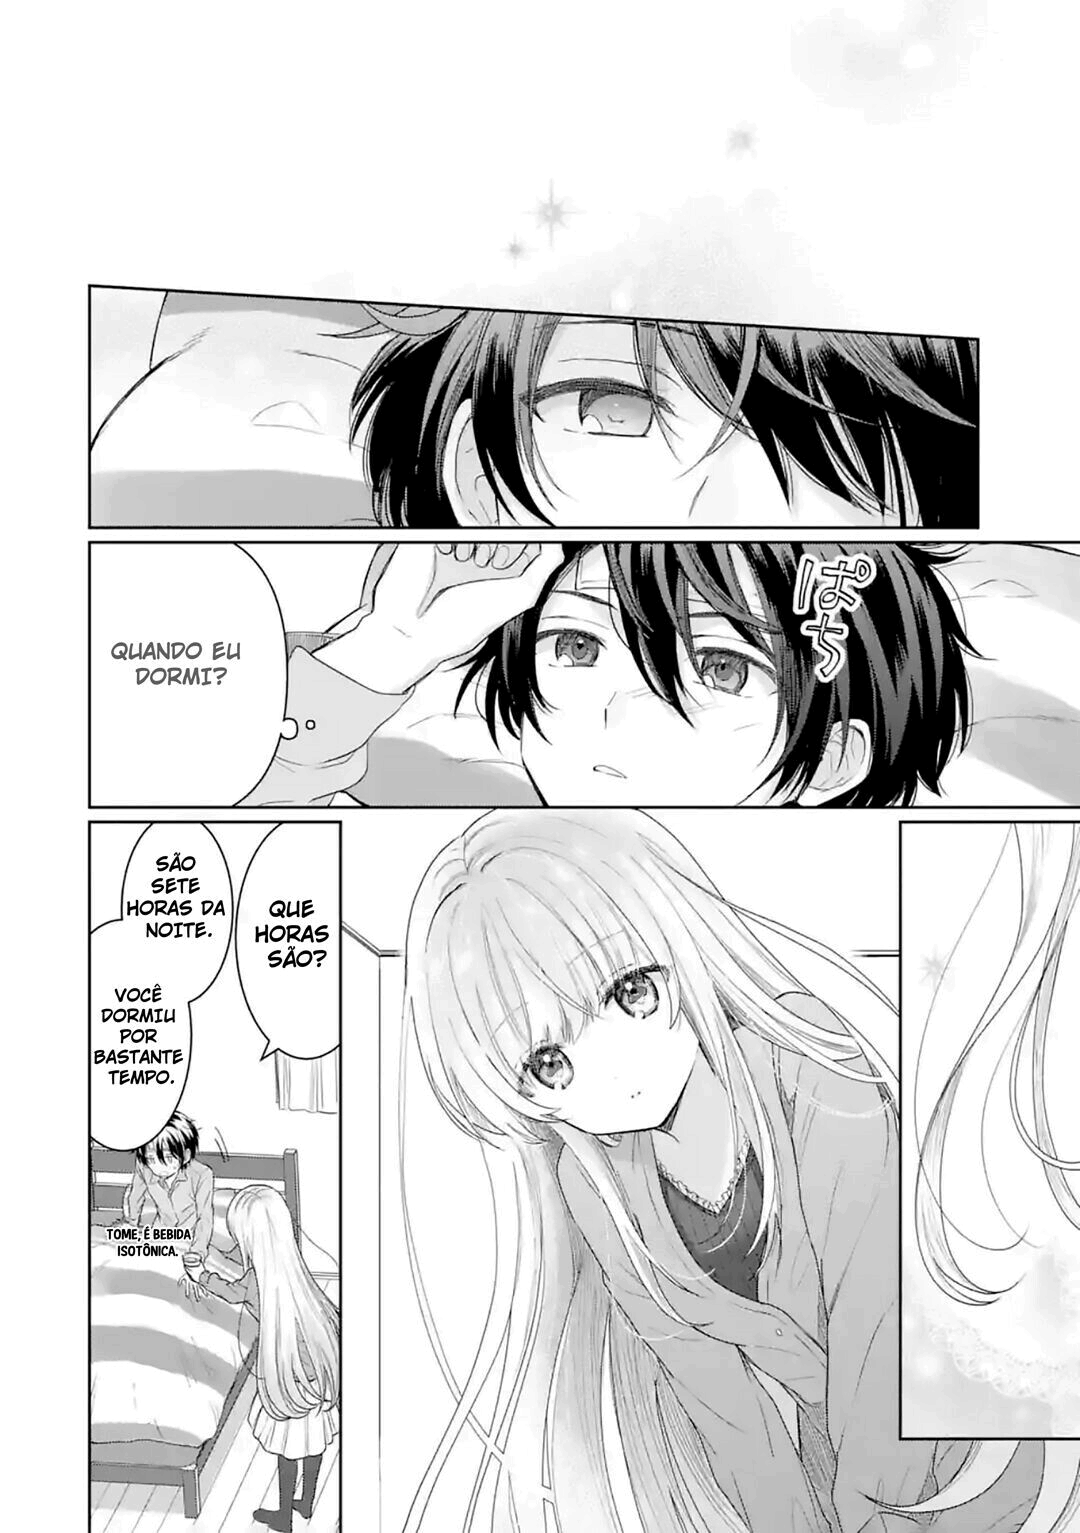 ぱち
QUANDO EU
DORMI?
QUE
HORAS
SÃO?
SÃO
SETE
HORAS DA
NOITE.
VOCÊ
DORMIU
POR
BASTANTE
TEMPO.
TOME, É BEBIDA
ISOTÔNICA.